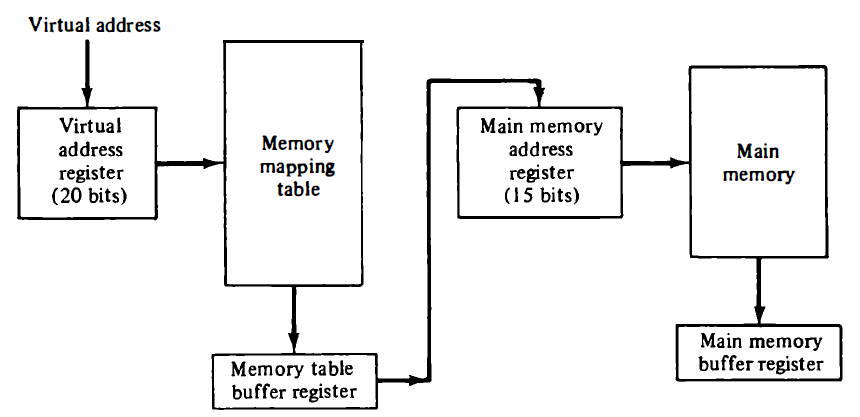 Virtual address
Virtual
address
register
(20 bits)
Memory
mapping
table
Memory table
buffer register
Main memory
address
register
(15 bits)
Main
memory
Main memory
buffer register